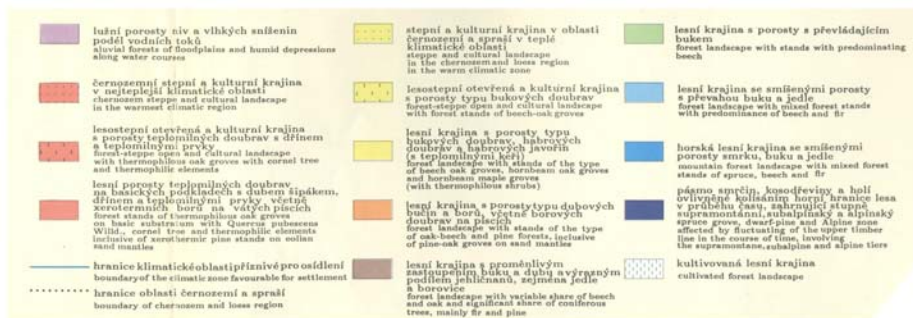 lužní porosty niv a vlhkých sníženin
podél vodních toků
aluvial forests of floodplains and humid depressions
along water courses
černozemní stepní a kulturní krajina
v nejteplejší klimatické oblasti
chernozem steppe and cultural landscape
in the warmest climatic region
lesostepní otevřená a kulturní krajina
s porosty teplomilných doubrav s dřínem
a teplomilnými prvky
forest-steppe open and cultural landscape
with thermophilous oak groves with cornel tree
and thermophilic elements
lesní porosty teplomilných doubrav
na basických podkladech s dubem šipákem,
dřínem a teplomilnými prvky včetně
xerotermních borů na vátých píscích
forest stands of thermophilous oak groves
on basic substratum with Quercus pubescens
Willd., cornel tree and thermophilic elements
inclusive of xerothermic pine stands on eolian
sand mantles
hranice klimatické oblasti příznivé pro osídlení
boundary of the climatic zone favourable for settlement
hranice oblasti černozemí a spraší
boundary of chernozem and loess region
stepní a kulturní krajina v oblasti
černozemí a spraší v teplé
klimatické oblasti
steppe and cultural landscape
in the chernozem and loess region
in the warm climatic zone
lesostepní otevřená a kulturní krajina
s porosty typu bukových doubrav
forest-steppe open and cultural landscape
with forest stands of beech-oak groves
lesní krajina s porosty typu
bukových doubrav, habrových
doubrav a habrových javořin
(s teplomilnými keři)
forest landscape with stands of the type
of beech oak groves, hornbeam oak groves
and hornbeam maple groves
(with thermophilous shrubs)
lesní krajina s porosty typu dubových
bučin a borů, včetně borových
doubrav na píscích
forest landscape with stands of the type
of oak-beech and pine forests, inclusive
of pine-oak groves on sand mantles
lesní krajina s proměnlivým
zastoupením buku a dubu a výrazným
podílem jehličnanů, zejména jedle
a borovice
forest landscape with variable share of beech
and oak and significant share of coniferous
trees, mainly fir and pine
lesní krajina s porosty s převládajícím
bukem
forest landscape with stands with predominating
beech
lesní krajina se smíšenými porosty
s převahou buku a jedle
forest landscape with mixed forest stands
with predominance of beech and fir
horská lesní krajina se smíšenými
porosty smrku, buku a jedle
mountain forest landscape with mixed forest
stands of spruce, beech and fir
pásmo smrčin, kosodřeviny a holí
ovlivněné kolísáním horní hranice lesa
v průběhu času, zahrnující stupně
supramontánní, subalpínský a alpínský
spruce grove, dwarf-pine and Alpine zone
affected by fluctuating of the upper timber
line in the course of time, involving
the supramontane, subalpine and alpine tiers
kultivovaná lesní krajina
cultivated forest landscape